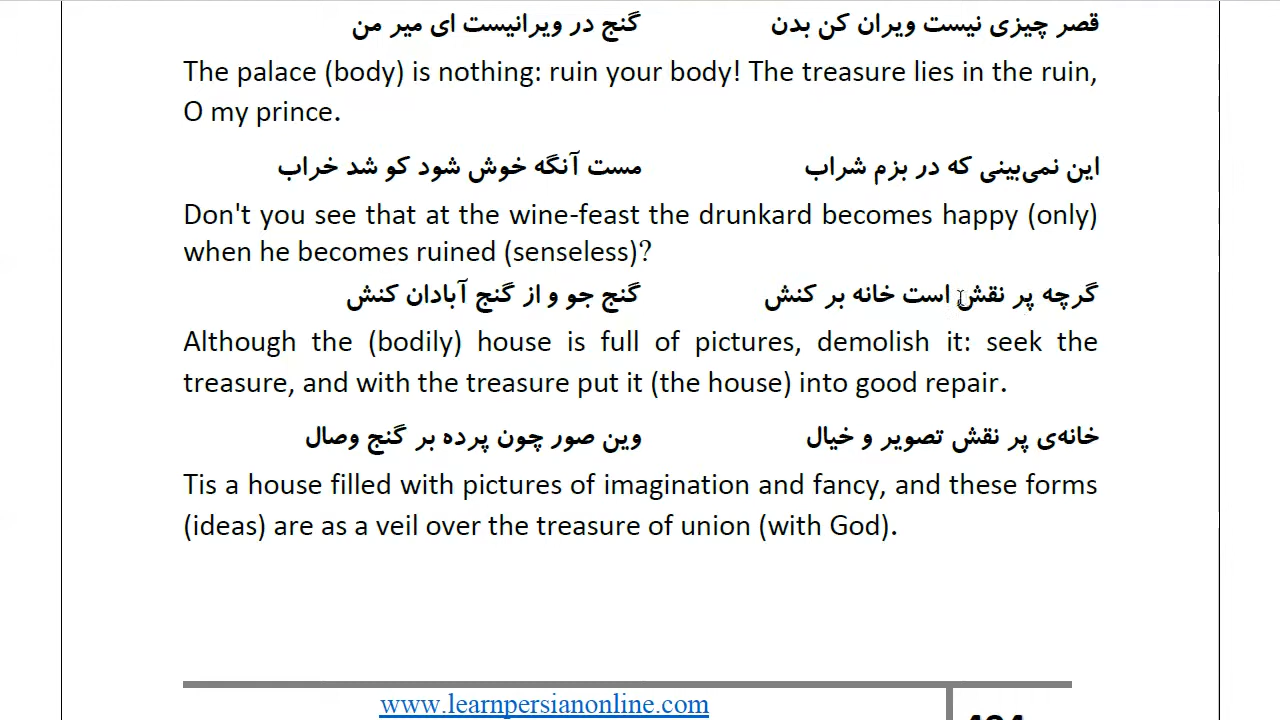 قصر چیزی نیست ویران کن بدن گنج در ویرانیست ای میر من
The palace (body) is nothing: ruin your body! The treasure lies in the ruin,
O my prince.
این نمی‌بینی که در بزم شراب مست آنگه خوش شود کو شد خراب
Don't you see that at the wine-feast the drunkard becomes happy (only)
when he becomes ruined (senseless)?
گرچه پر نقش است خانه بر کنش گنج جو و از گنج آبادان کنش
Although the (bodily) house is full of pictures, demolish it: seek the
treasure, and with the treasure put it (the house) into good repair.
خانه‌ی پر نقش تصویر و خیال وین صور چون پرده بر گنج وصال
Tis a house filled with pictures of imagination and fancy, and these forms
(ideas) are as a veil over the treasure of union (with God).
www.learnpersianonline.com